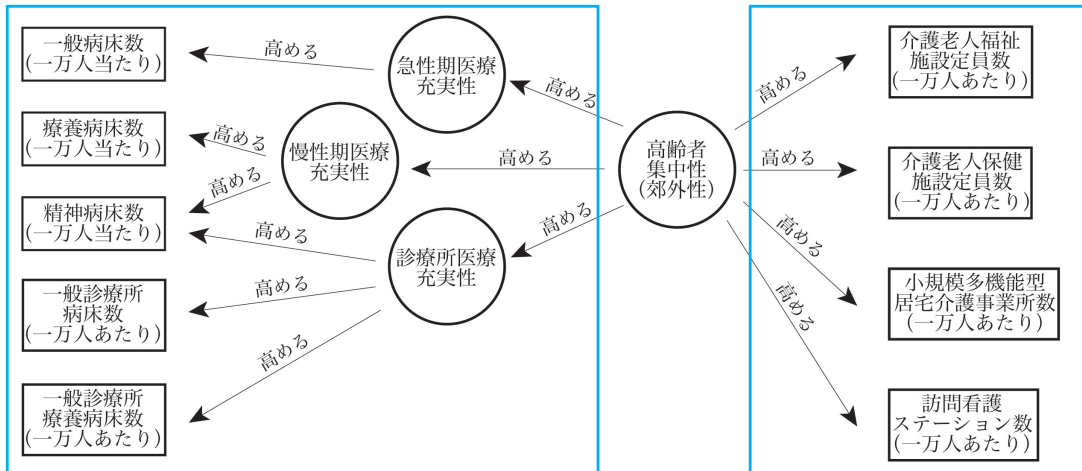 一般病床数
(一万人当たり)
療養病床数
(一万人当たり)
精神病床数
(一万人当たり)
一般診療所
病床数
(一万人あたり)
一般診療所
療養病床数
(一万人あたり)
高める
高める
高める
高める
高める
高める
急性期医療
充実性
慢性期医療
充実性
診療所医療
充実性
高める
高める
高める
高齢者
集中性
(郊外性)
高める
高める
高める
高める
介護老人福祉
施設定員数
(一万人あたり)
介護老人保健
施設定員数
(一万人あたり)
小規模多機能型
居宅介護事業所数
(一万人あたり)
訪問看護
ステーション数
(一万人あたり)